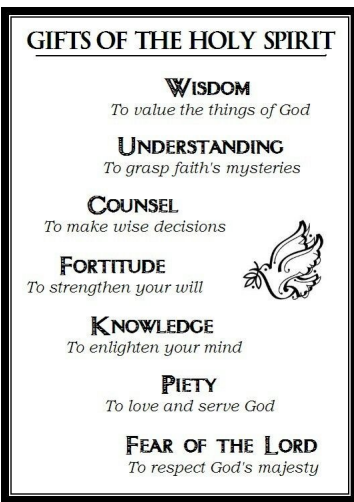 GIFTS OF THE HOLY SPIRIT
WISDOM
To value the things of God
UNDERSTANDING
To grasp faith's mysteries
COUNSEL
To make wise decisions
FORTITUDE
To strengthen your will
KNOWLEDGE
To enlighten your mind
PIETY
To love and serve God
FEAR OF THE LORD
To respect God's majesty